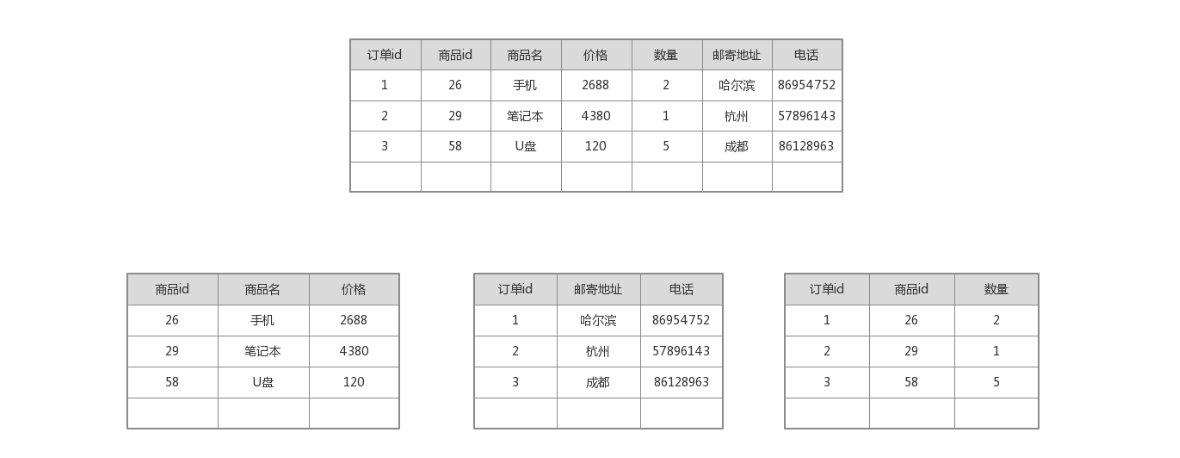 订单id 商品id 商品名 价格 数量 邮寄地址 电话
1 26 手机 2688 2 哈尔滨 86954752
2 29 笔记本 4380 1 杭州 57896143
3 58 U盘 120 5 成都 86128963
商品id 商品名 价格
26 手机 2688
29 笔记本 4380
58 U盘 120
订单id 邮寄地址 电话
1 哈尔滨 86954752
2 杭州 57896143
3 成都 86128963
订单id 商品id 数量
1 26 2
2 29 1
3 58 5